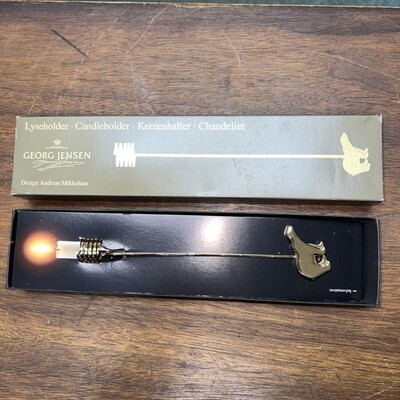 Lyseholder · Candleholder · Kerzenhalter · Chandelier
GEORG JENSEN
Design Andreas Mikkelsen